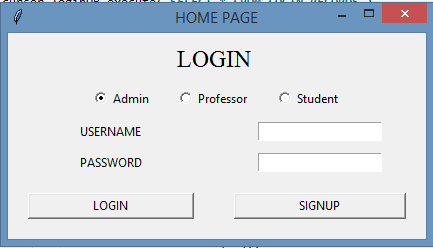 HOME PAGE
LOGIN
Admin Professor Student
USERNAME
PASSWORD
LOGIN SIGNUP